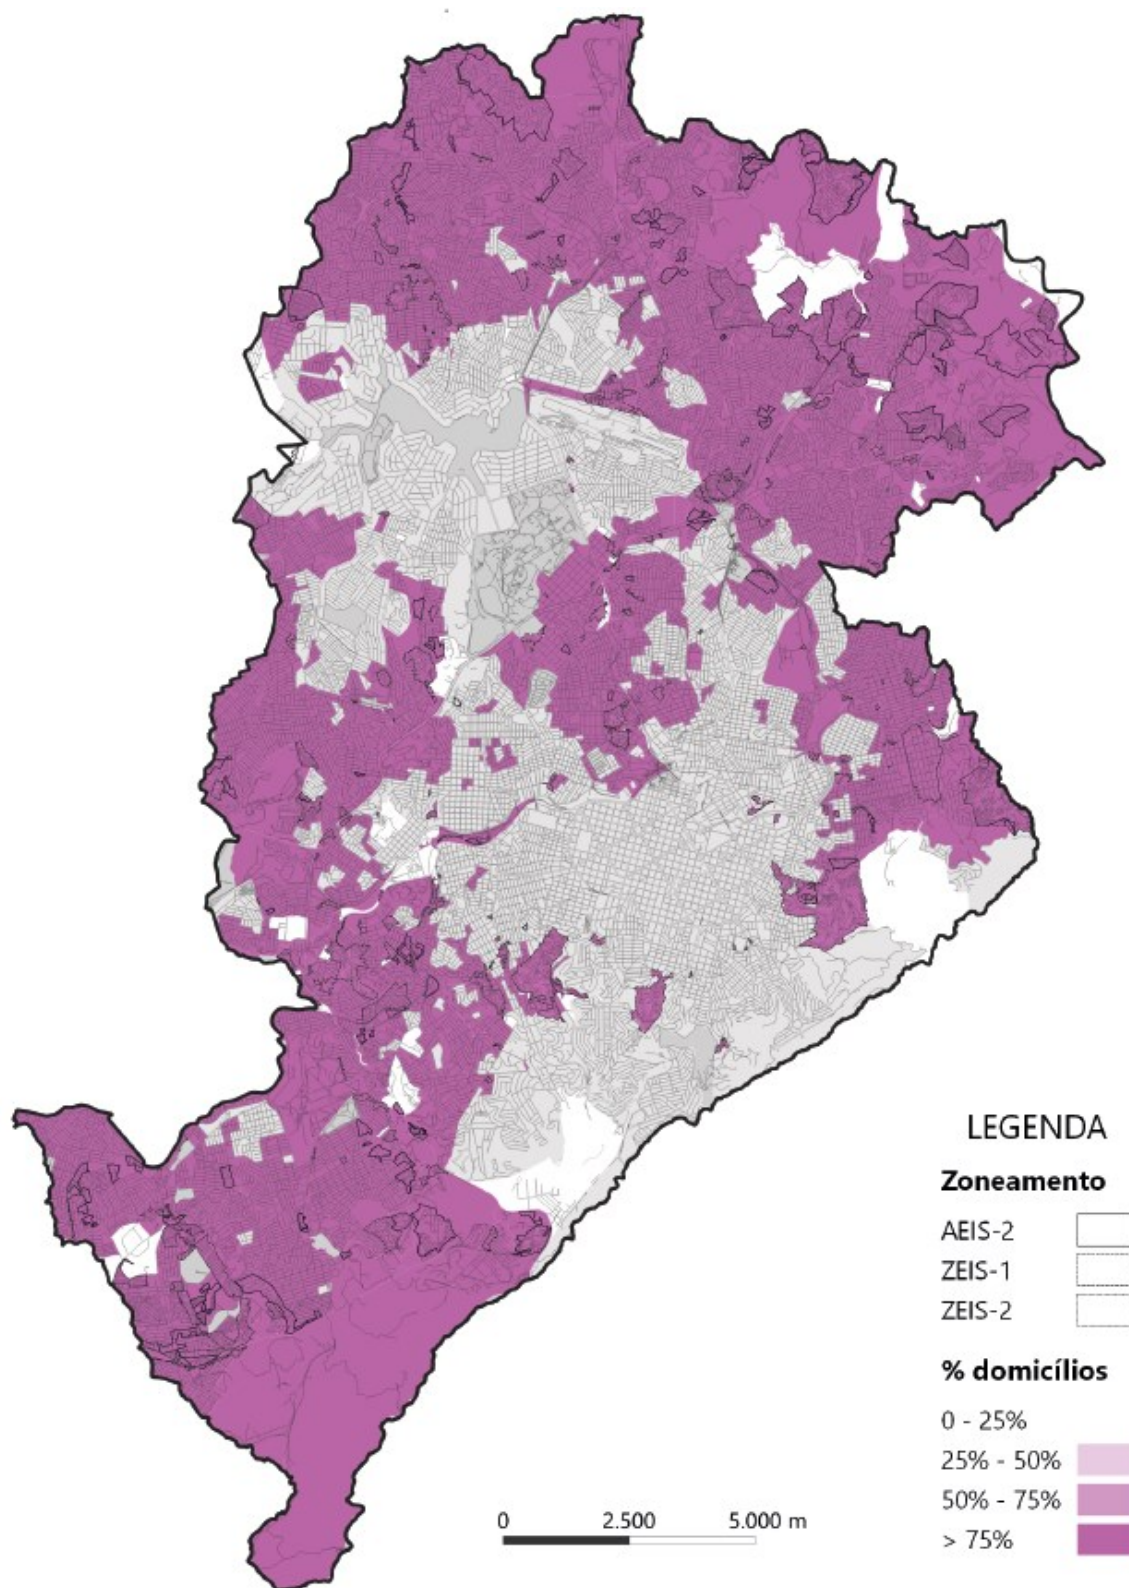 LEGENDA
Zoneamento
AEIS-2
ZEIS-1
ZEIS-2
% domicílios
0 - 25%
25% - 50%
50% - 75%
> 75%
0 2.500 5.000 m